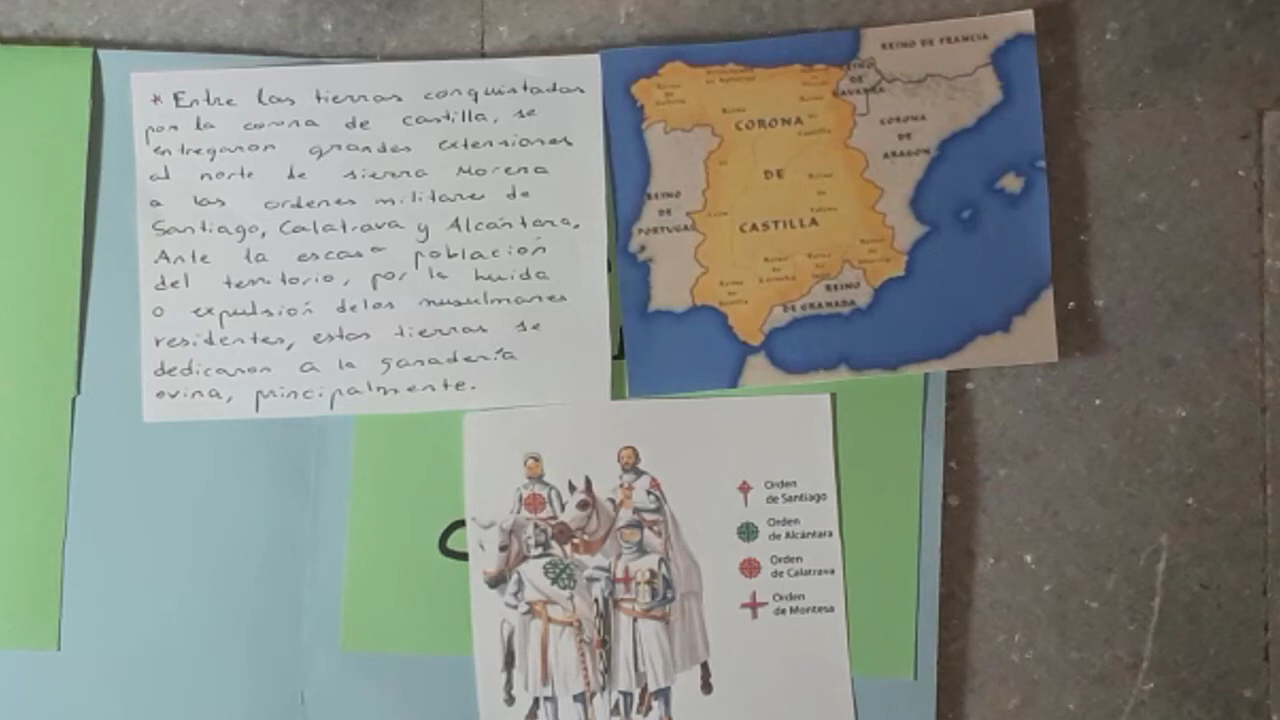 * Entre las tierras conquistadas
por la corona de castilla, se
entregaron grandes extensiones
al norte de sierra Morena
a las ordenes militares de
Santiago, Calatrava y Alcántara,
Ante la escasa población
del territorio, por la huida
o expulsión delos musulmanes
residentes, estas tierras se
dedicaron a la ganadería
ovina, principalmente.
REINO DE FRANCIA
CORONA
DE
CASTILLA
CORONA
DE
ARAGON
REINO
DE
PORTUGAL
REINO
DE GRANADA
Orden
de Santiago
Orden
de Alcántara
Orden
de Calatrava
Orden
de Montesa